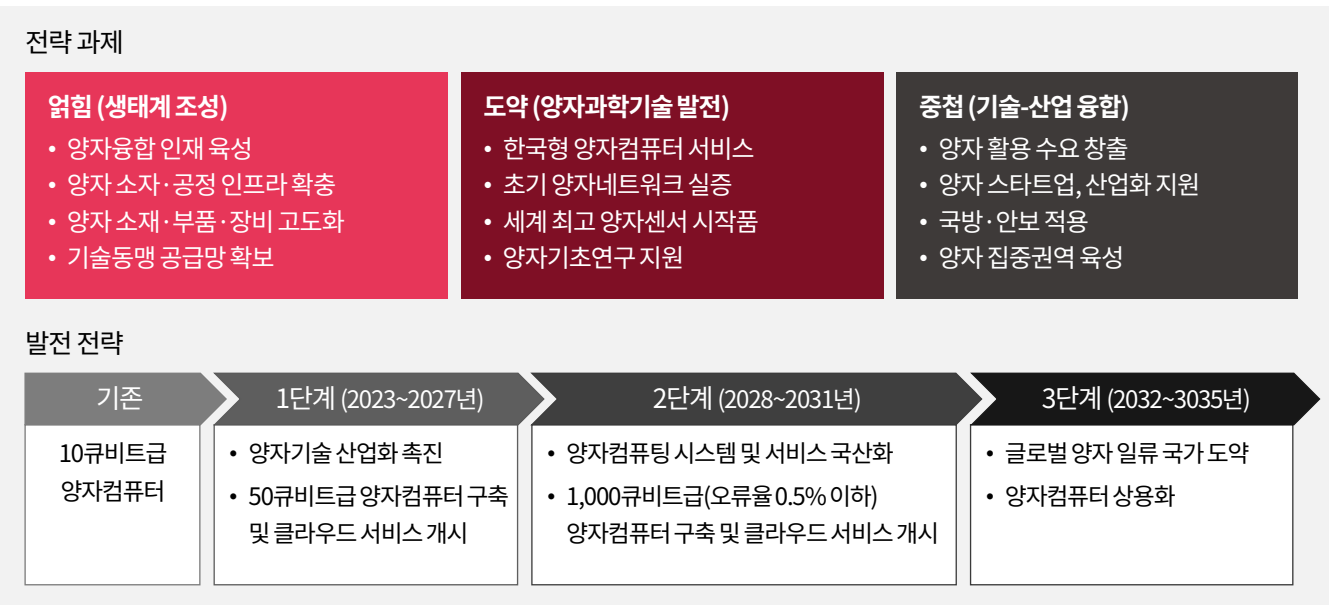 전략 과제
얽힘 (생태계 조성)
• 양자융합 인재 육성
• 양자 소자·공정 인프라 확충
• 양자 소재·부품·장비 고도화
• 기술동맹 공급망 확보
도약 (양자과학기술 발전)
• 한국형 양자컴퓨터 서비스
• 초기 양자네트워크 실증
• 세계 최고 양자센서 시작품
• 양자기초연구 지원
중첩 (기술-산업 융합)
• 양자 활용 수요 창출
• 양자 스타트업, 산업화 지원
• 국방·안보 적용
• 양자 집중권역 육성
발전 전략
기존
10큐비트급
양자컴퓨터
1단계 (2023~2027년)
• 양자기술 산업화 촉진
• 50큐비트급 양자컴퓨터 구축
및 클라우드 서비스 개시
2단계 (2028~2031년)
• 양자컴퓨팅 시스템 및 서비스 국산화
• 1,000큐비트급(오류율 0.5% 이하)
양자컴퓨터 구축 및 클라우드 서비스 개시
3단계 (2032~3035년)
• 글로벌 양자 일류 국가 도약
• 양자컴퓨터 상용화